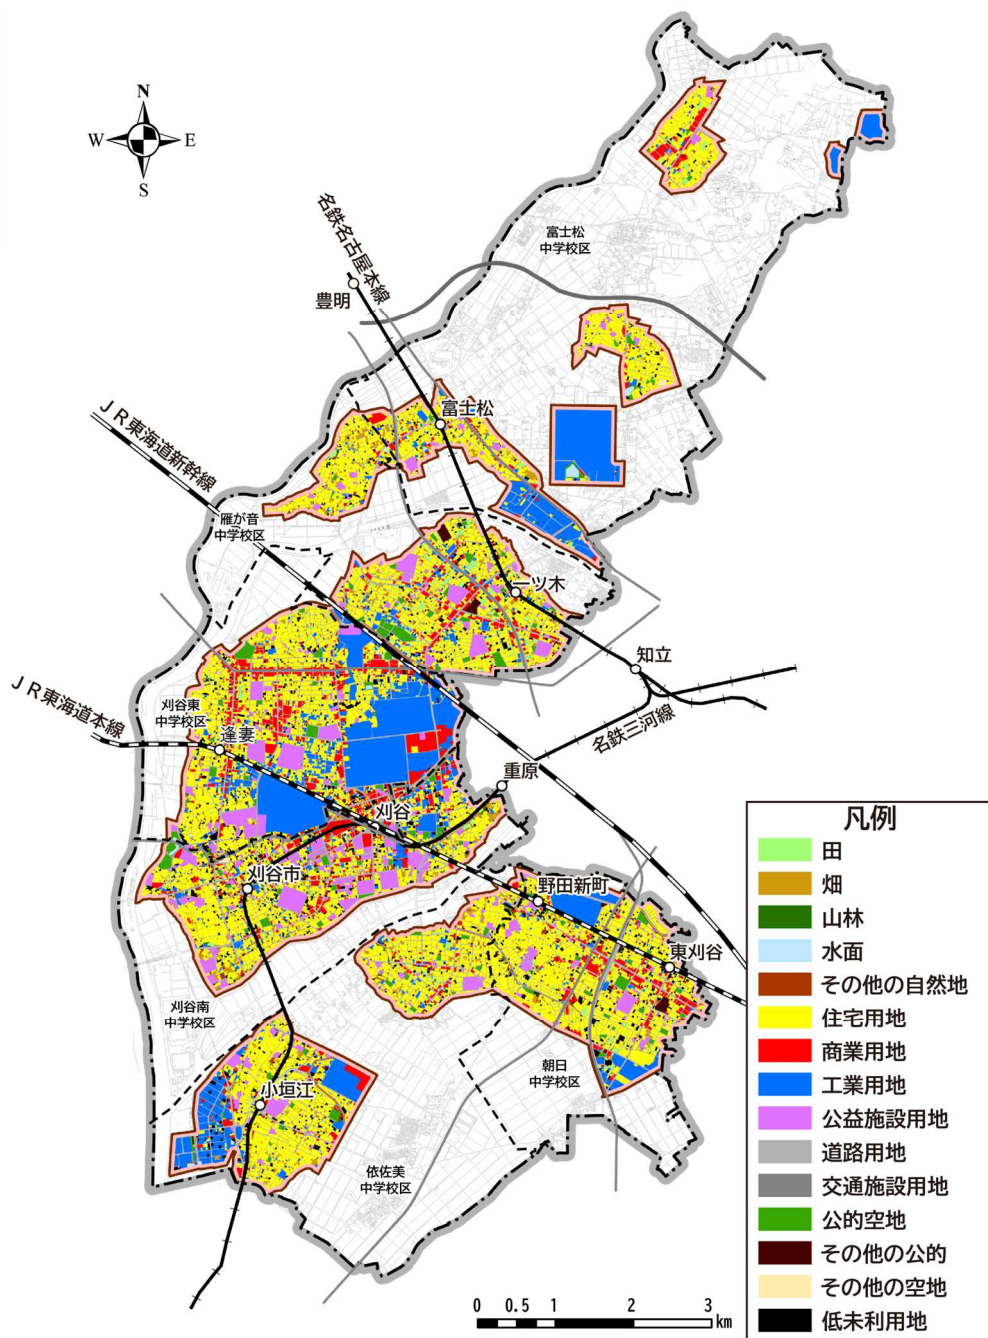 N
W
E
S
富士松
中学校区
名鉄名古屋本線
豊明
富士松
JR東海道新幹線
雁が音
中学校区
一ツ木
知立
JR東海道本線
刈谷東
中学校区
逢妻
名鉄三河線
重原
刈谷
刈谷市
野田新町
東刈谷
刈谷南
中学校区
朝日
中学校区
小垣江
依佐美
中学校区
凡例
田
畑
山林
水面
その他の自然地
住宅用地
商業用地
工業用地
公益施設用地
道路用地
交通施設用地
公的空地
その他の公的
その他の空地
低未利用地
0 0.5 1 2 3
km